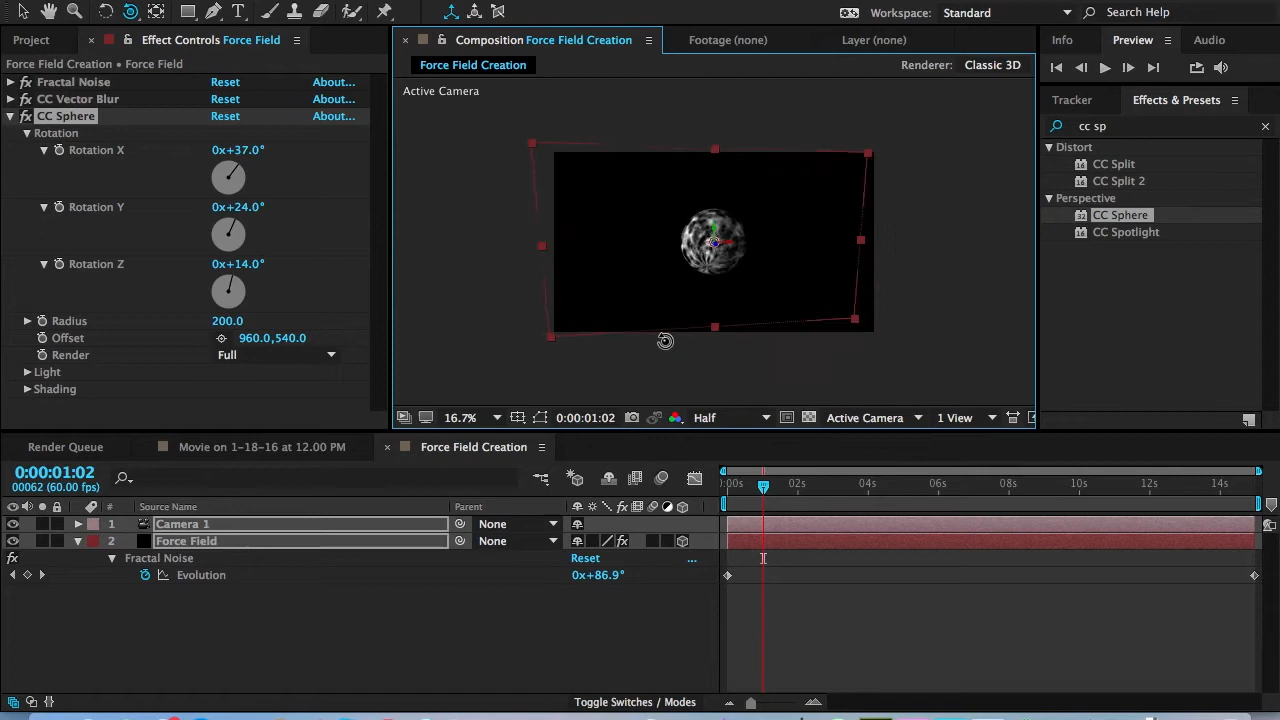 Workspace: Standard Search Help
Project Effect Controls Force Field Composition Force Field Creation Footage (none) Layer (none) Info Preview Audio
Force Field Creation • Force Field Force Field Creation Renderer: Classic 3D
fx Fractal Noise Reset About... Active Camera Tracker Effects & Presets
fx CC Vector Blur Reset About...
fx CC Sphere Reset About... cc sp
Rotation Distort
Rotation X 0x+37.0° CC Split
CC Split 2
Perspective
Rotation Y 0x+24.0° CC Sphere
CC Spotlight
Rotation Z 0x+14.0°
Radius 200.0
Offset 960.0,540.0
Render Full
Light
Shading
16.7% 0:00:01:02 Half Active Camera 1 View
Render Queue Movie on 1-18-16 at 12.00 PM Force Field Creation
0:00:01:02
00062 (60.00 fps) :00s 02s 04s 06s 08s 10s 12s 14s
# Source Name Parent
1 Camera 1 None
2 Force Field None
fx Fractal Noise Reset ...
Evolution 0x+86.9°
Toggle Switches / Modes